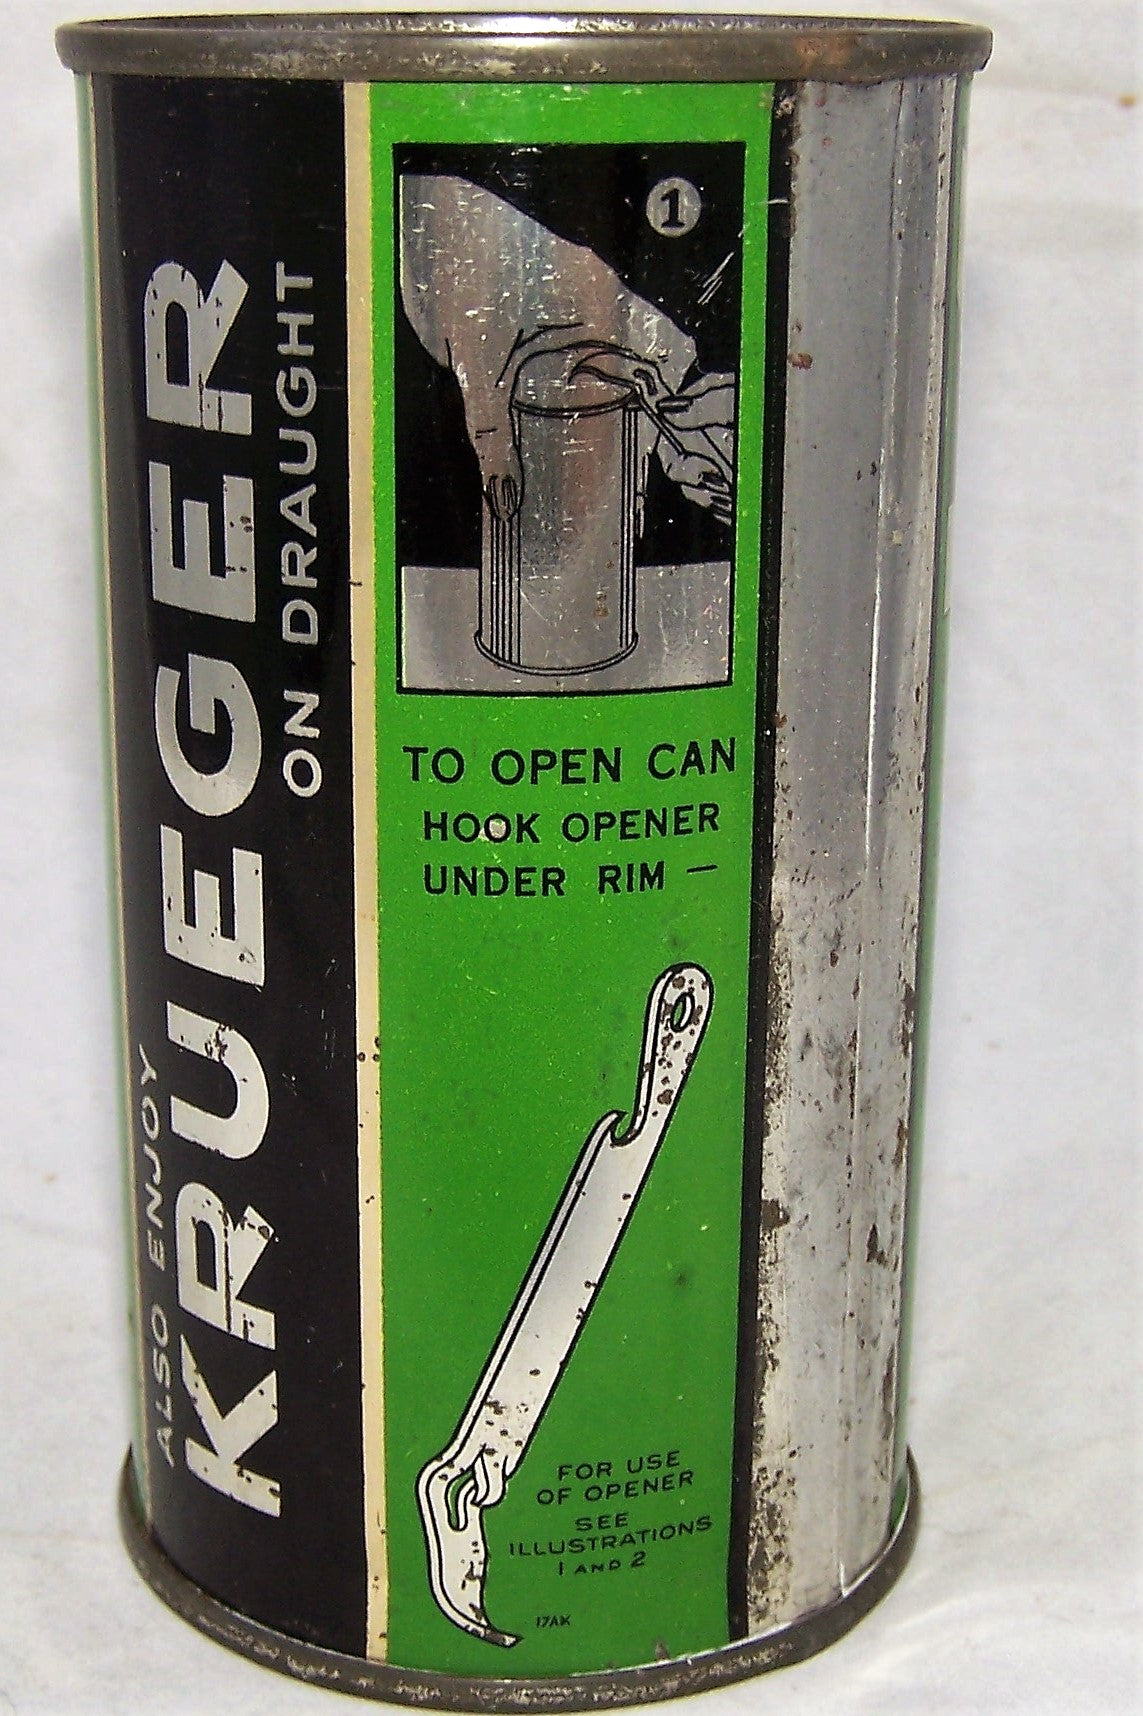 ALSO ENJOY
KRUEGER
ON DRAUGHT
1
TO OPEN CAN
HOOK OPENER
UNDER RIM —
FOR USE
OF OPENER
SEE
ILLUSTRATIONS
1 AND 2
17AK